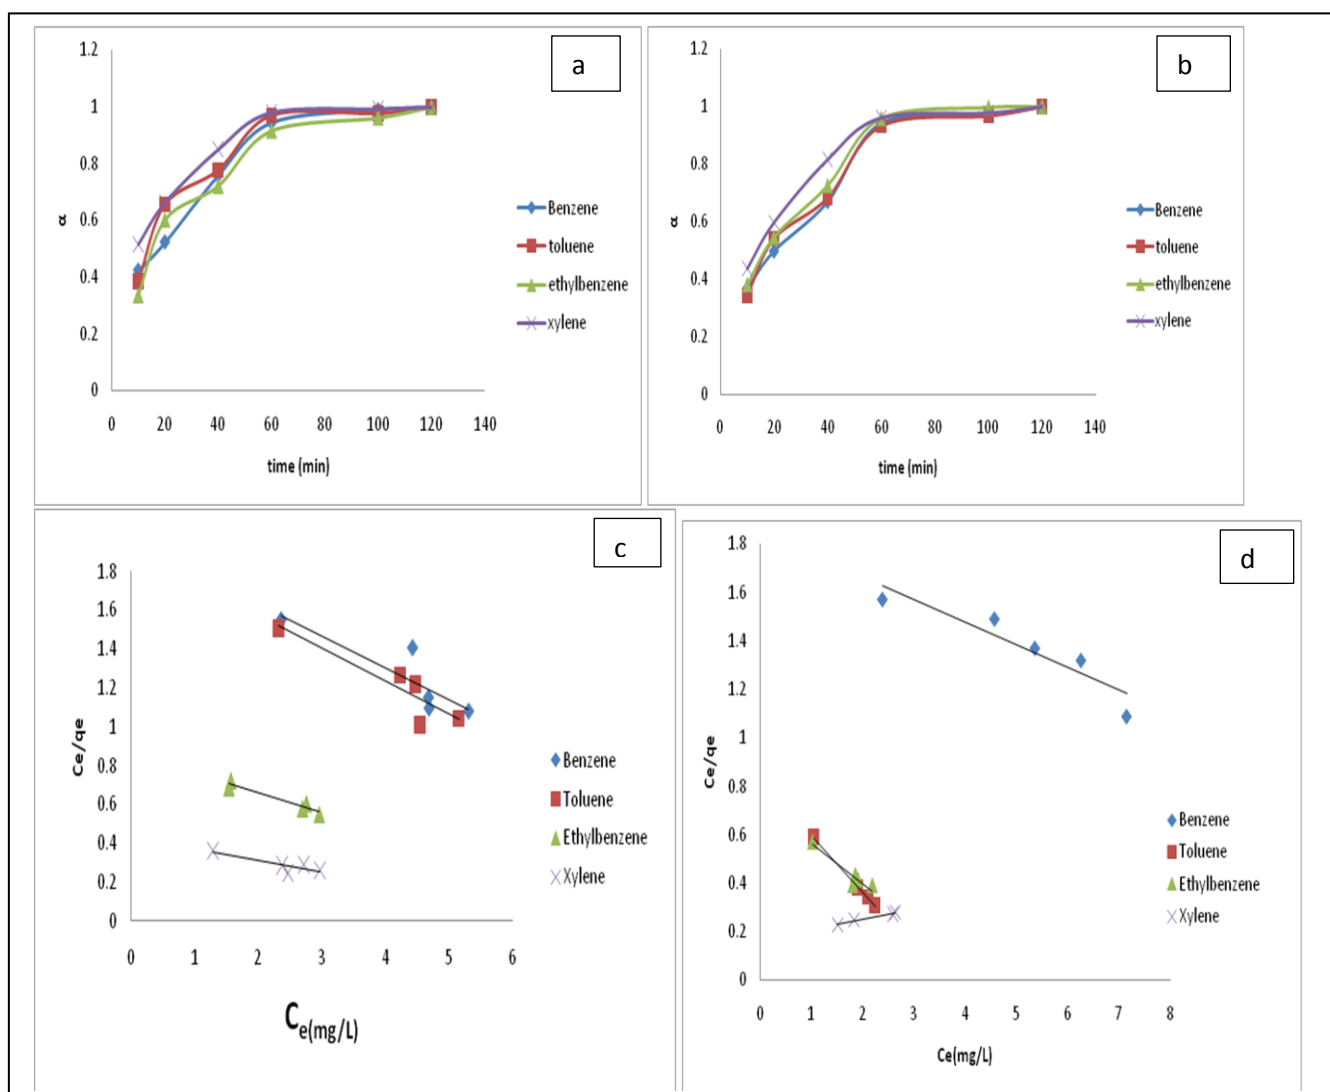 a
1.2
1
0.8
0.6
0.4
0.2
0
α
0 20 40 60 80 100 120 140
time (min)
Benzene
toluene
ethylbenzene
xylene
b
1.2
1
0.8
0.6
0.4
0.2
0
α
0 20 40 60 80 100 120 140
time (min)
Benzene
toluene
ethylbenzene
xylene
c
1.8
1.6
1.4
1.2
1
0.8
0.6
0.4
0.2
0
Ce/qe
0 1 2 3 4 5 6
Ce(mg/L)
Benzene
Toluene
Ethylbenzene
Xylene
d
1.8
1.6
1.4
1.2
1
0.8
0.6
0.4
0.2
0
Ce/qe
0 1 2 3 4 5 6 7 8
Ce(mg/L)
Benzene
Toluene
Ethylbenzene
Xylene